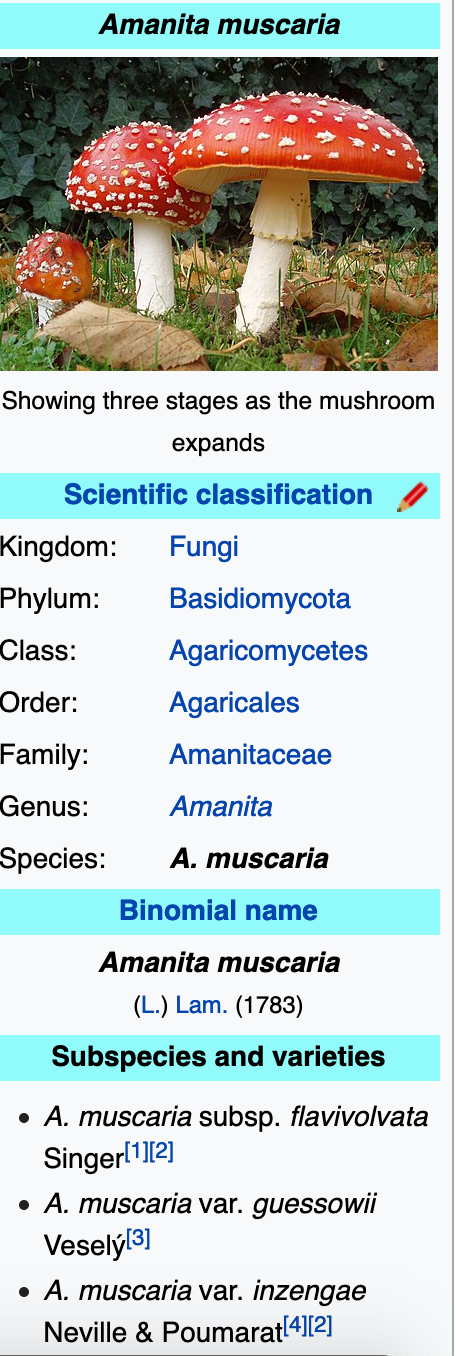 Amanita muscaria
Showing three stages as the mushroom
expands
Scientific classification
Kingdom: Fungi
Phylum: Basidiomycota
Class: Agaricomycetes
Order: Agaricales
Family: Amanitaceae
Genus: Amanita
Species: A. muscaria
Binomial name
Amanita muscaria
(L.) Lam. (1783)
Subspecies and varieties
• A. muscaria subsp. flavivolvata
Singer[1][2]
• A. muscaria var. guessowii
Veselý[3]
• A. muscaria var. inzengae
Neville & Poumarat[4][2]